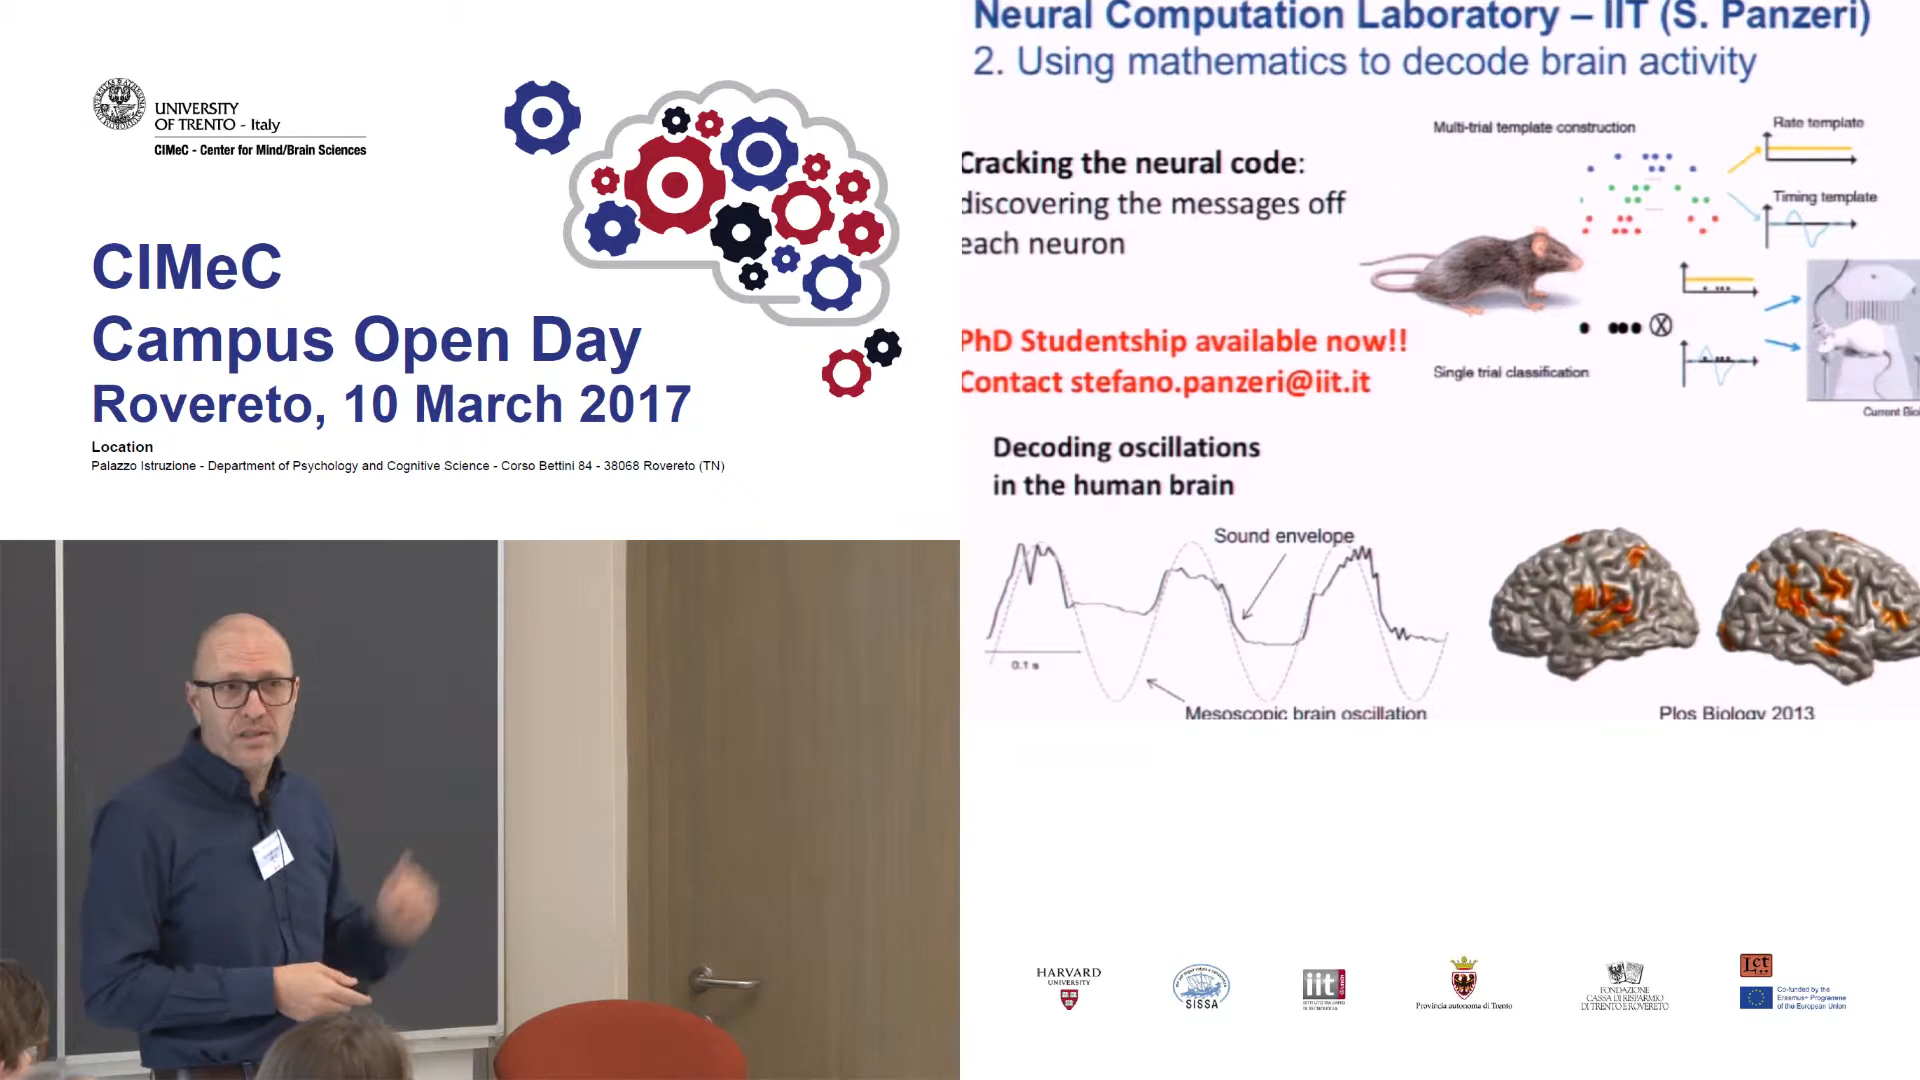 UNIVERSITY
OF TRENTO - Italy
CIMeC - Center for Mind/Brain Sciences
CIMeC
Campus Open Day
Rovereto, 10 March 2017
Location
Palazzo Istruzione - Department of Psychology and Cognitive Science - Corso Bettini 84 - 38068 Rovereto (TN)
Neural Computation Laboratory – IIT (S. Panzeri)
2. Using mathematics to decode brain activity
Cracking the neural code:
discovering the messages off
each neuron
PhD Studentship available now!!
Contact stefano.panzeri@iit.it
Multi-trial template construction
Rate template
Timing template
Single trial classification
Current Bio
Decoding oscillations
in the human brain
Sound envelope
0.1 s
Mesoscopic brain oscillation
Plos Biology 2013
HARVARD
UNIVERSITY
SISSA
iit
Provincia autonoma di Trento
FONDAZIONE
CASSA DI RISPARMIO
DI TRENTO E ROVERETO
Lct
Co-funded by the
Erasmus+ Programme
of the European Union